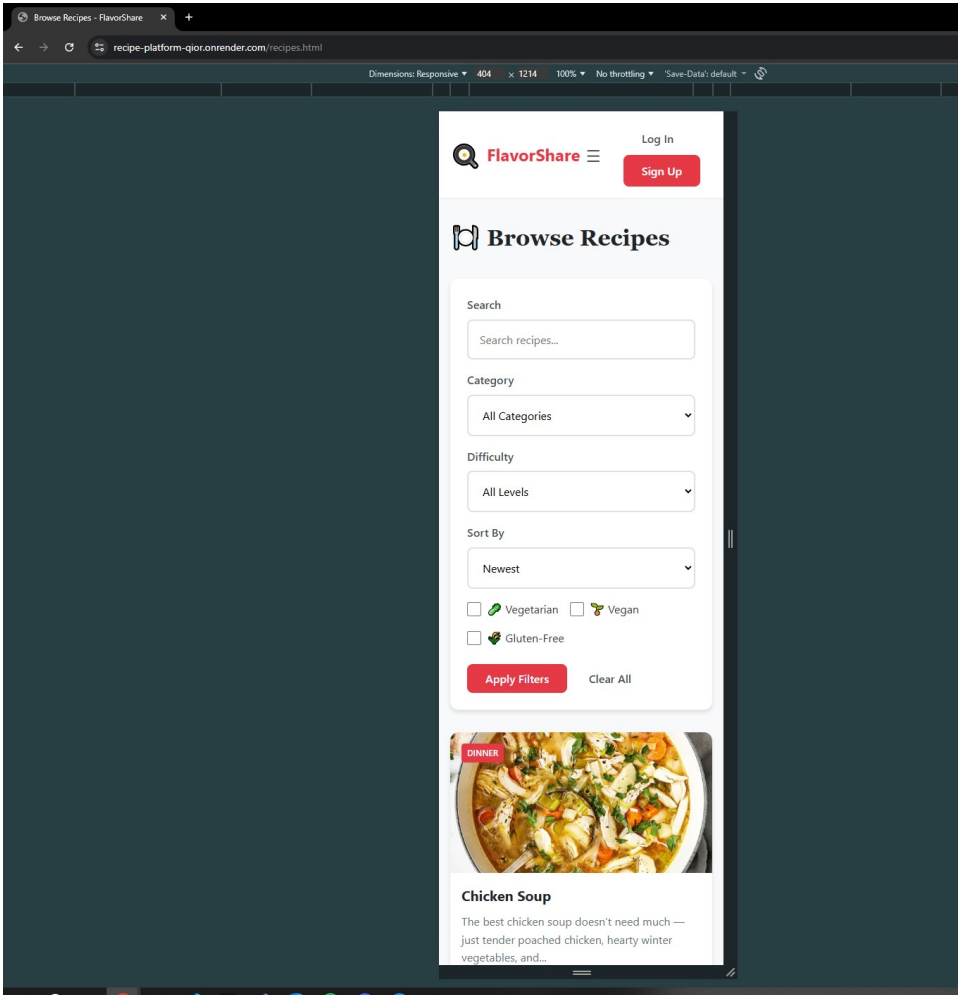 Browse Recipes - FlavorShare
recipe-platform-qior.onrender.com/recipes.html
Dimensions: Responsive 404 × 1214 100% No throttling 'Save-Data': default
FlavorShare
Log In
Sign Up
Browse Recipes
Search
Search recipes...
Category
All Categories
Difficulty
All Levels
Sort By
Newest
Vegetarian Vegan
Gluten-Free
Apply Filters Clear All
DINNER
Chicken Soup
The best chicken soup doesn't need much —
just tender poached chicken, hearty winter
vegetables, and...